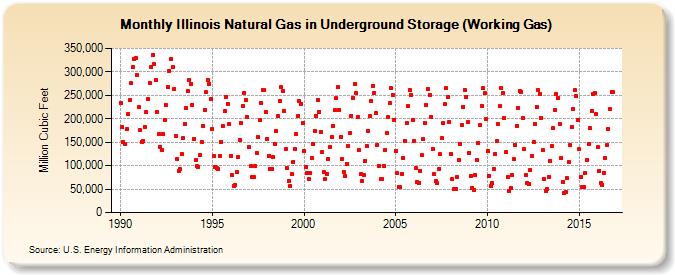 Monthly Illinois Natural Gas in Underground Storage (Working Gas)
Million Cubic Feet
350,000
300,000
250,000
200,000
150,000
100,000
50,000
0
1990 1995 2000 2005 2010 2015
Source: U.S. Energy Information Administration